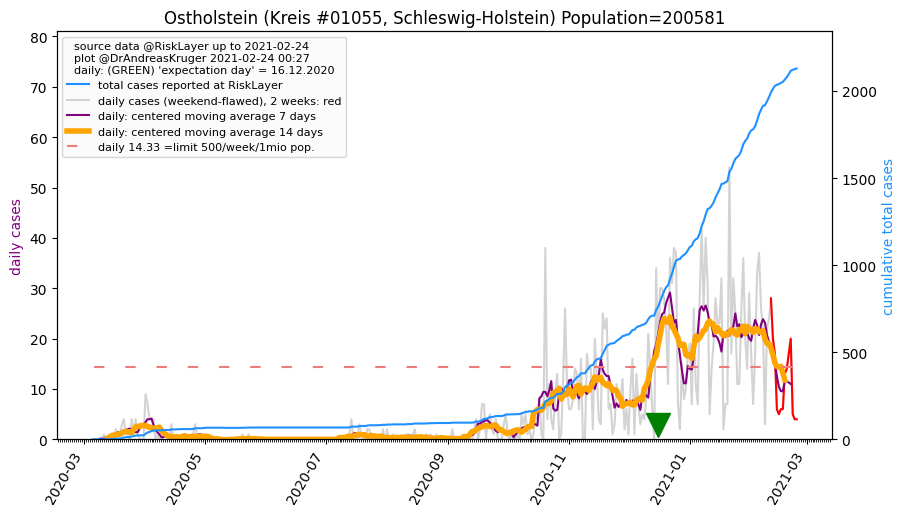 Ostholstein (Kreis #01055, Schleswig-Holstein) Population=200581
source data @RiskLayer up to 2021-02-24
plot @DrAndreasKruger 2021-02-24 00:27
daily: (GREEN) 'expectation day' = 16.12.2020
total cases reported at RiskLayer
daily cases (weekend-flawed), 2 weeks: red
daily: centered moving average 7 days
daily: centered moving average 14 days
daily 14.33 =limit 500/week/1mio pop.
daily cases
80
70
60
50
40
30
20
10
0
cumulative total cases
2000
1500
1000
500
0
2020-03
2020-05
2020-07
2020-09
2020-11
2021-01
2021-03